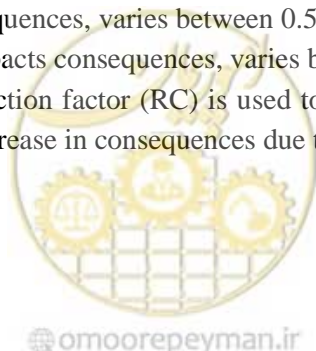 quences, varies between 0.5
acts consequences, varies b
ction factor (RC) is used to
rease in consequences due t
@omoorepeyman.ir